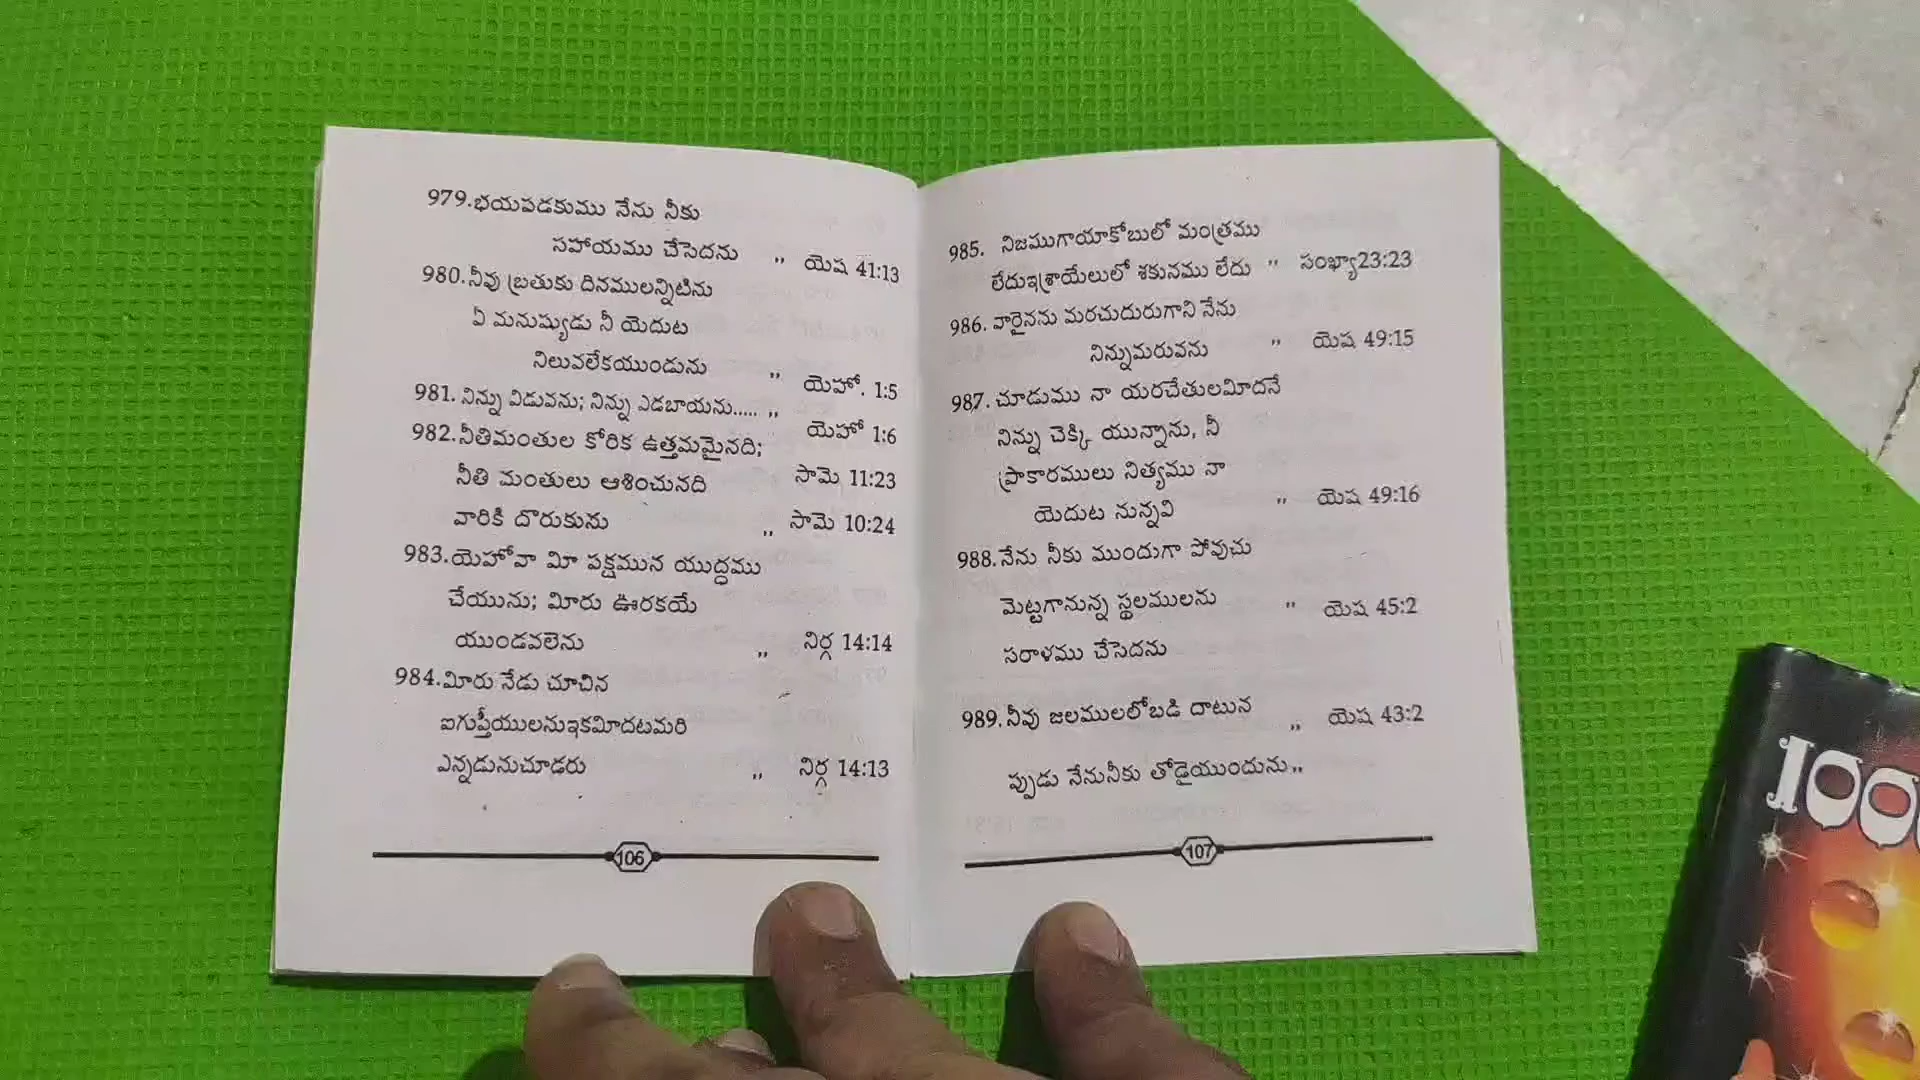 979.భయపడకుము నేను నీకు
సహాయము చేసెదను ,, యెష 41:13
980.నీవు బ్రతుకు దినములన్నిటిను
ఏ మనుష్యుడు నీ యెదుట
నిలువలేకయుండును ,, యెహో. 1:5
981. నిన్ను విడువను; నిన్ను ఎడబాయను..... ,, యెహో 1:6
982.నీతిమంతుల కోరిక ఉత్తమమైనది;
నీతి మంతులు ఆశించునది సామె 11:23
వారికి దొరుకును ,, సామె 10:24
983.యెహోవా మీ పక్షమున యుద్ధము
చేయును; మీరు ఊరకయే
యుండవలెను ,, నిర్గ 14:14
984.మీరు నేడు చూచిన
ఐగుప్తీయులనుఇకమీదటమరి
ఎన్నడునుచూడరు ,, నిర్గ 14:13
106
985. నిజముగాయాకోబులో మంత్రము
లేదుఇశ్రాయేలులో శకునము లేదు " సంఖ్యా23:23
986. వారైనను మరచుదురుగాని నేను
నిన్నుమరువను " యెష 49:15
987. చూడుము నా యరచేతులమీదనే
నిన్ను చెక్కి యున్నాను, నీ
ప్రాకారములు నిత్యము నా
యెదుట నున్నవి " యెష 49:16
988. నేను నీకు ముందుగా పోవుచు
మెట్టగానున్న స్థలములను " యెష 45:2
సరాళము చేసెదను
989.నీవు జలములలోబడి దాటున ,, యెష 43:2
ప్పుడు నేనునీకు తోడైయుందును,,
107